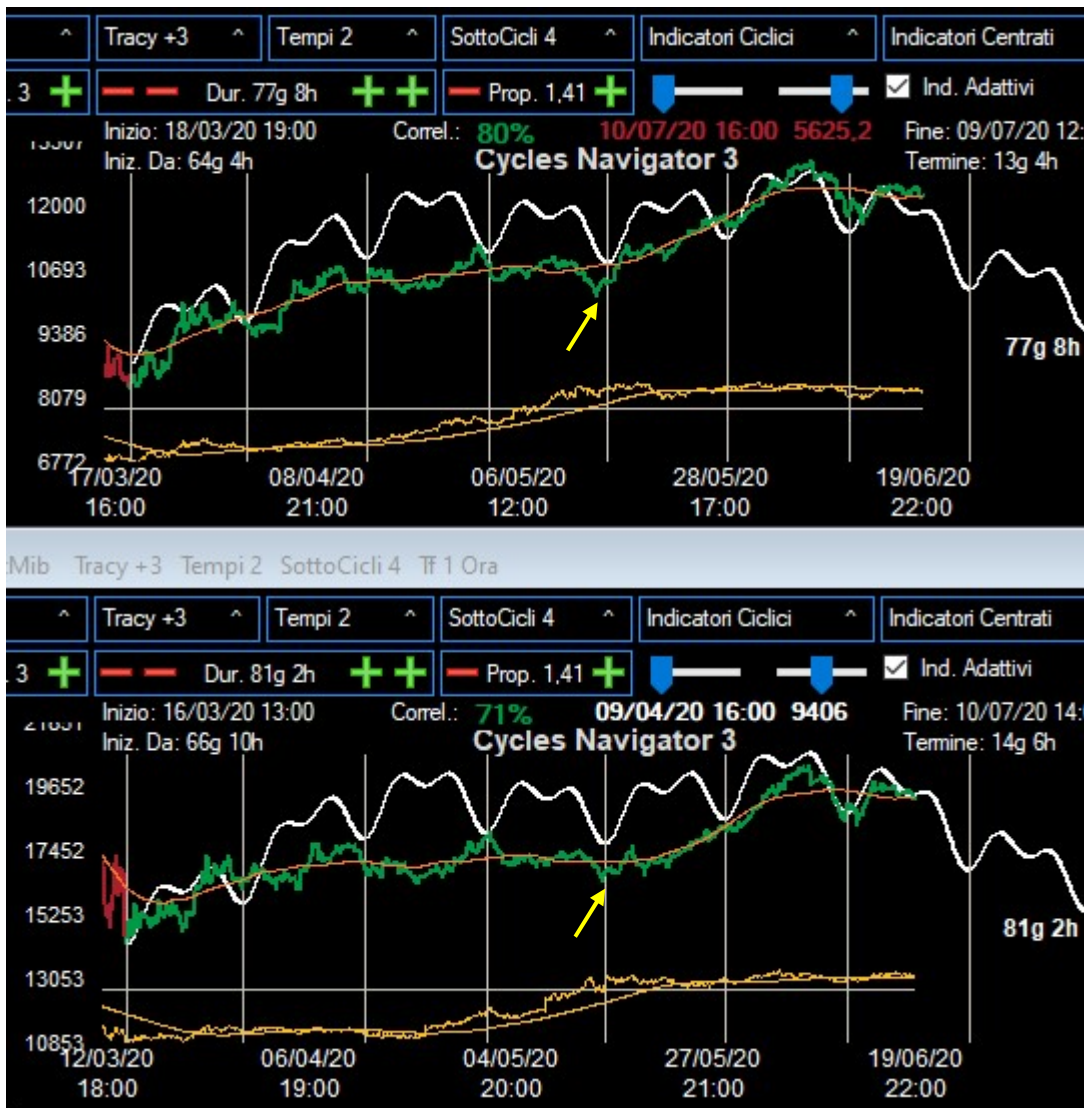 ^ Tracy +3 ^ Tempi 2 ^ SottoCicli 4 ^ Indicatori Ciclici ^ Indicatori Centrati
. 3 Dur. 77g 8h Prop. 1,41 Ind. Adattivi
Inizio: 18/03/20 19:00 Correl.: 80% 10/07/20 16:00 5625,2 Fine: 09/07/20 12:
Iniz. Da: 64g 4h Cycles Navigator 3 Termine: 13g 4h
12000
10693
9386
77g 8h
8079
6772
17/03/20 08/04/20 06/05/20 28/05/20 19/06/20
16:00 21:00 12:00 17:00 22:00
:Mib Tracy +3 Tempi 2 SottoCicli 4 Tf 1 Ora
^ Tracy +3 ^ Tempi 2 ^ SottoCicli 4 ^ Indicatori Ciclici ^ Indicatori Centrati
. 3 Dur. 81g 2h Prop. 1,41 Ind. Adattivi
Inizio: 16/03/20 13:00 Correl.: 71% 09/04/20 16:00 9406 Fine: 10/07/20 14:
Iniz. Da: 66g 10h Cycles Navigator 3 Termine: 14g 6h
19652
17452
15253
81g 2h
13053
10853
12/03/20 06/04/20 04/05/20 27/05/20 19/06/20
18:00 19:00 20:00 21:00 22:00